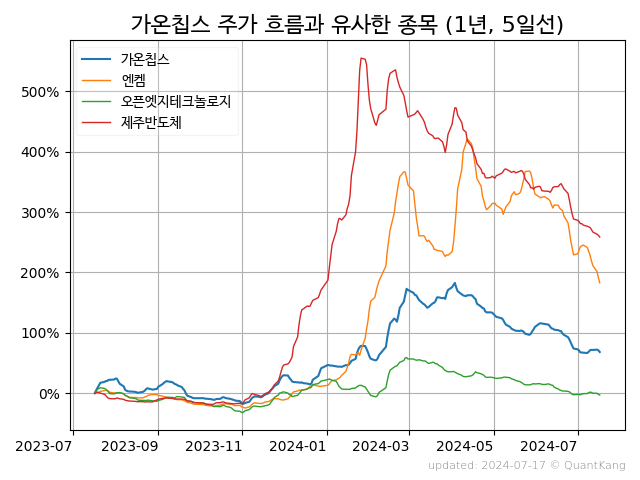 가온칩스 주가 흐름과 유사한 종목 (1년, 5일선)
가온칩스
엔켐
오픈엣지테크놀로지
제주반도체
500%
400%
300%
200%
100%
0%
2023-07 2023-09 2023-11 2024-01 2024-03 2024-05 2024-07
updated: 2024-07-17 © QuantKang